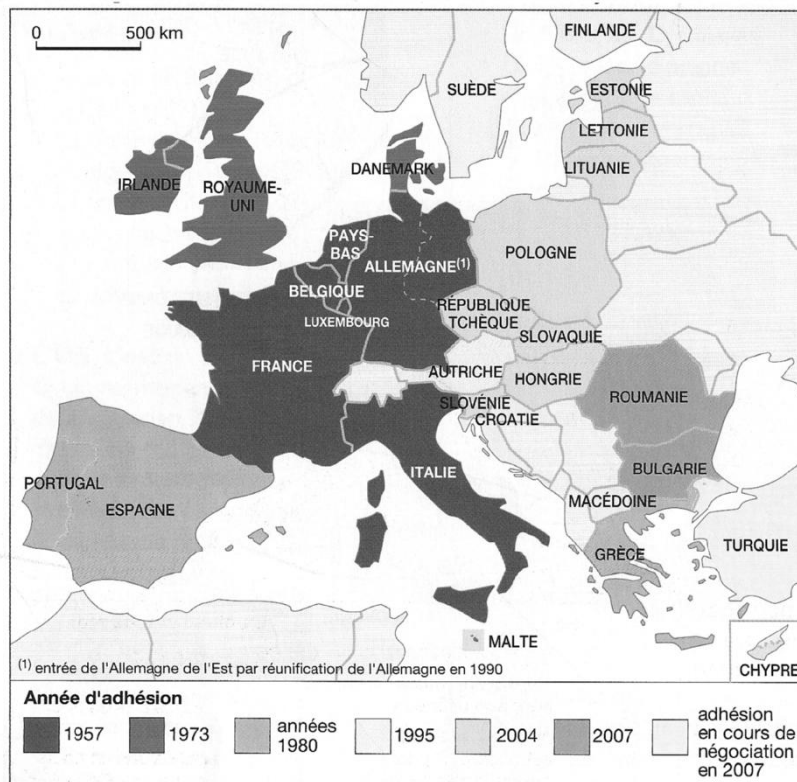 0 500 km
FINLANDE
SUÈDE
ESTONIE
LETTONIE
LITUANIE
DANEMARK
IRLANDE
ROYAUME-
UNI
PAYS-
BAS
ALLEMAGNE(1)
POLOGNE
BELGIQUE
LUXEMBOURG
RÉPUBLIQUE
TCHÈQUE
SLOVAQUIE
FRANCE
AUTRICHE
HONGRIE
ROUMANIE
SLOVÉNIE
CROATIE
ITALIE
BULGARIE
PORTUGAL
ESPAGNE
MACÉDOINE
GRÈCE
TURQUIE
MALTE
CHYPRE
(1) entrée de l'Allemagne de l'Est par réunification de l'Allemagne en 1990
Année d'adhésion
1957
1973
années
1980
1995
2004
2007
adhésion
en cours de
négociation
en 2007